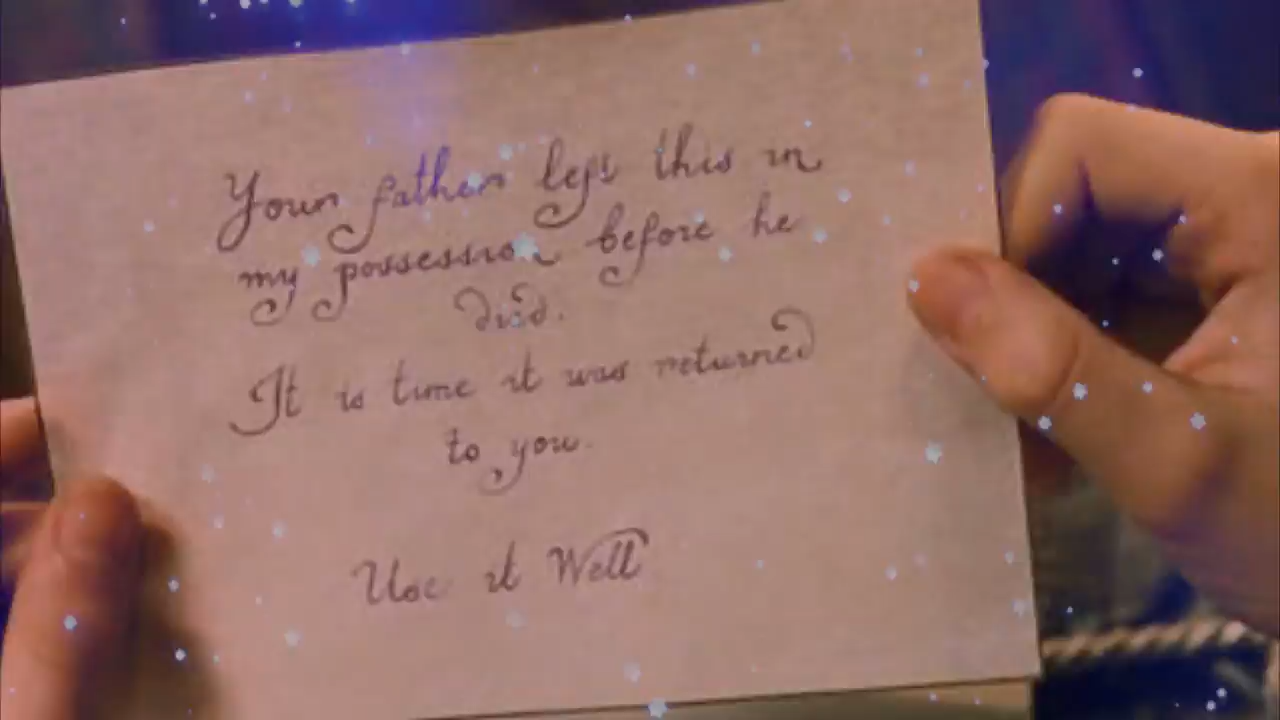 Your father left this in
my possession before he
died.
It is time it was returned
to you.
Use it Well